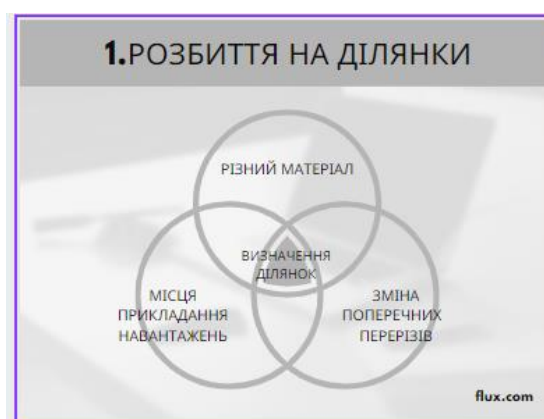 1.РОЗБИТТЯ НА ДІЛЯНКИ
РІЗНИЙ МАТЕРІАЛ
ВИЗНАЧЕННЯ
ДІЛЯНОК
МІСЦЯ
ПРИКЛАДАННЯ
НАВАНТАЖЕНЬ
ЗМІНА
ПОПЕРЕЧНИХ
ПЕРЕРІЗІВ
flux.com